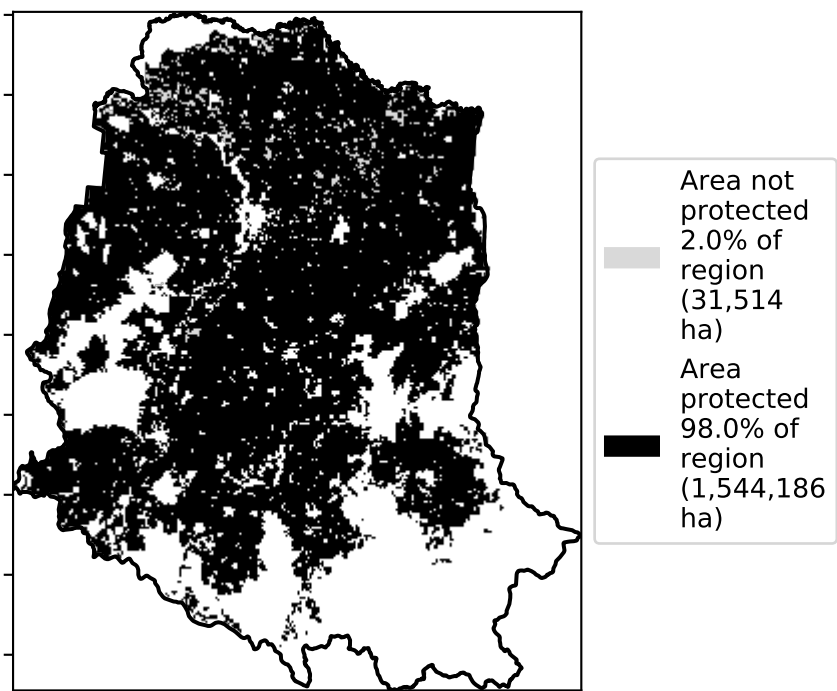 Area not
protected
2.0% of
region
(31,514
ha)
Area
protected
98.0% of
region
(1,544,186
ha)